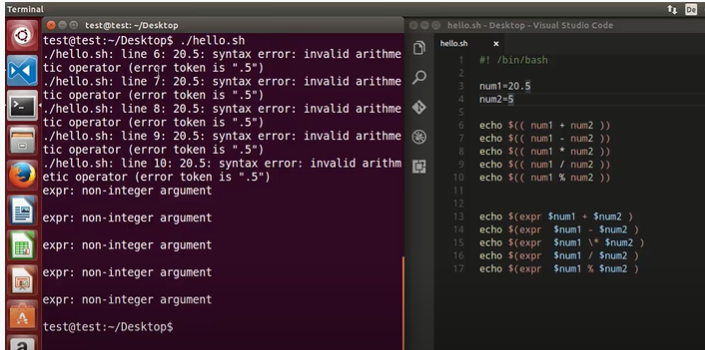 Terminal
De
test@test: ~/Desktop
test@test:~/Desktop$ ./hello.sh
./hello.sh: line 6: 20.5: syntax error: invalid arithme
tic operator (error token is ".5")
./hello.sh: line 7: 20.5: syntax error: invalid arithme
tic operator (error token is ".5")
./hello.sh: line 8: 20.5: syntax error: invalid arithme
tic operator (error token is ".5")
./hello.sh: line 9: 20.5: syntax error: invalid arithme
tic operator (error token is ".5")
./hello.sh: line 10: 20.5: syntax error: invalid arithm
etic operator (error token is ".5")
expr: non-integer argument
expr: non-integer argument
expr: non-integer argument
expr: non-integer argument
expr: non-integer argument
test@test:~/Desktop$
hello.sh - Desktop - Visual Studio Code
hello.sh
1 #! /bin/bash
2
3 num1=20.5
4 num2=5
5
6 echo $(( num1 + num2 ))
7 echo $(( num1 - num2 ))
8 echo $(( num1 * num2 ))
9 echo $(( num1 / num2 ))
10 echo $(( num1 % num2 ))
11
12
13 echo $(expr $num1 + $num2 )
14 echo $(expr  $num1 - $num2 )
15 echo $(expr  $num1 \* $num2 )
16 echo $(expr  $num1 / $num2 )
17 echo $(expr  $num1 % $num2 )